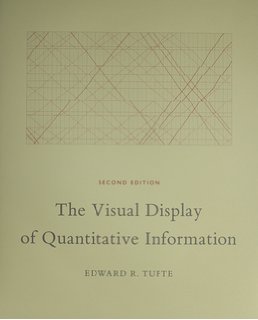 SECOND EDITION
The Visual Display
of Quantitative Information
EDWARD R. TUFTE